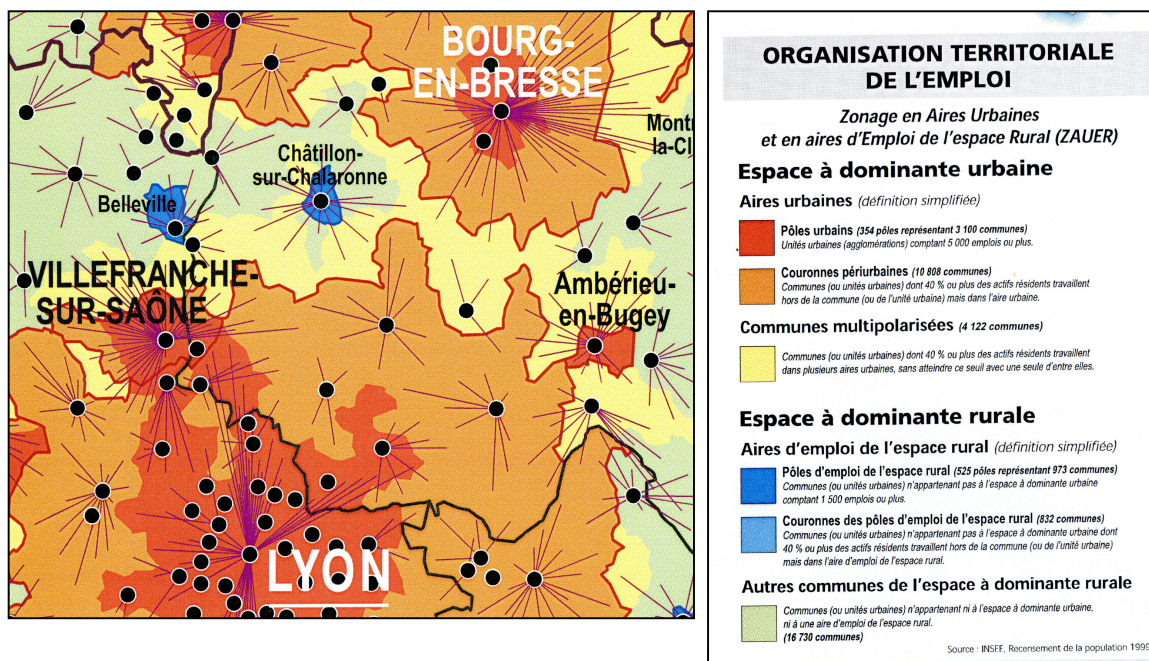 BOURG-
EN-BRESSE
Montr
la-Cl
Châtillon-
sur-Chalaronne
Belleville
VILLEFRANCHE-
SUR-SAÔNE
Ambérieu-
en-Bugey
LYON
ORGANISATION TERRITORIALE
DE L'EMPLOI
Zonage en Aires Urbaines
et en aires d'Emploi de l'espace Rural (ZAUER)
Espace à dominante urbaine
Aires urbaines (définition simplifiée)
Pôles urbains (354 pôles représentant 3 100 communes)
Unités urbaines (agglomérations) comptant 5 000 emplois ou plus.
Couronnes périurbaines (10 808 communes)
Communes (ou unités urbaines) dont 40 % ou plus des actifs résidents travaillent
hors de la commune (ou de l'unité urbaine) mais dans l'aire urbaine.
Communes multipolarisées (4 122 communes)
Communes (ou unités urbaines) dont 40 % ou plus des actifs résidents travaillent
dans plusieurs aires urbaines, sans atteindre ce seuil avec une seule d'entre elles.
Espace à dominante rurale
Aires d'emploi de l'espace rural (définition simplifiée)
Pôles d'emploi de l'espace rural (525 pôles représentant 973 communes)
Communes (ou unités urbaines) n'appartenant pas à l'espace à dominante urbaine
comptant 1 500 emplois ou plus.
Couronnes des pôles d'emploi de l'espace rural (832 communes)
Communes (ou unités urbaines) n'appartenant pas à l'espace à dominante urbaine dont
40 % ou plus des actifs résidents travaillent hors de la commune (ou de l'unité urbaine)
mais dans l'aire d'emploi de l'espace rural.
Autres communes de l'espace à dominante rurale
Communes (ou unités urbaines) n'appartenant ni à l'espace à dominante urbaine,
ni à une aire d'emploi de l'espace rural.
(16 730 communes)
Source : INSEE, Recensement de la population 1999